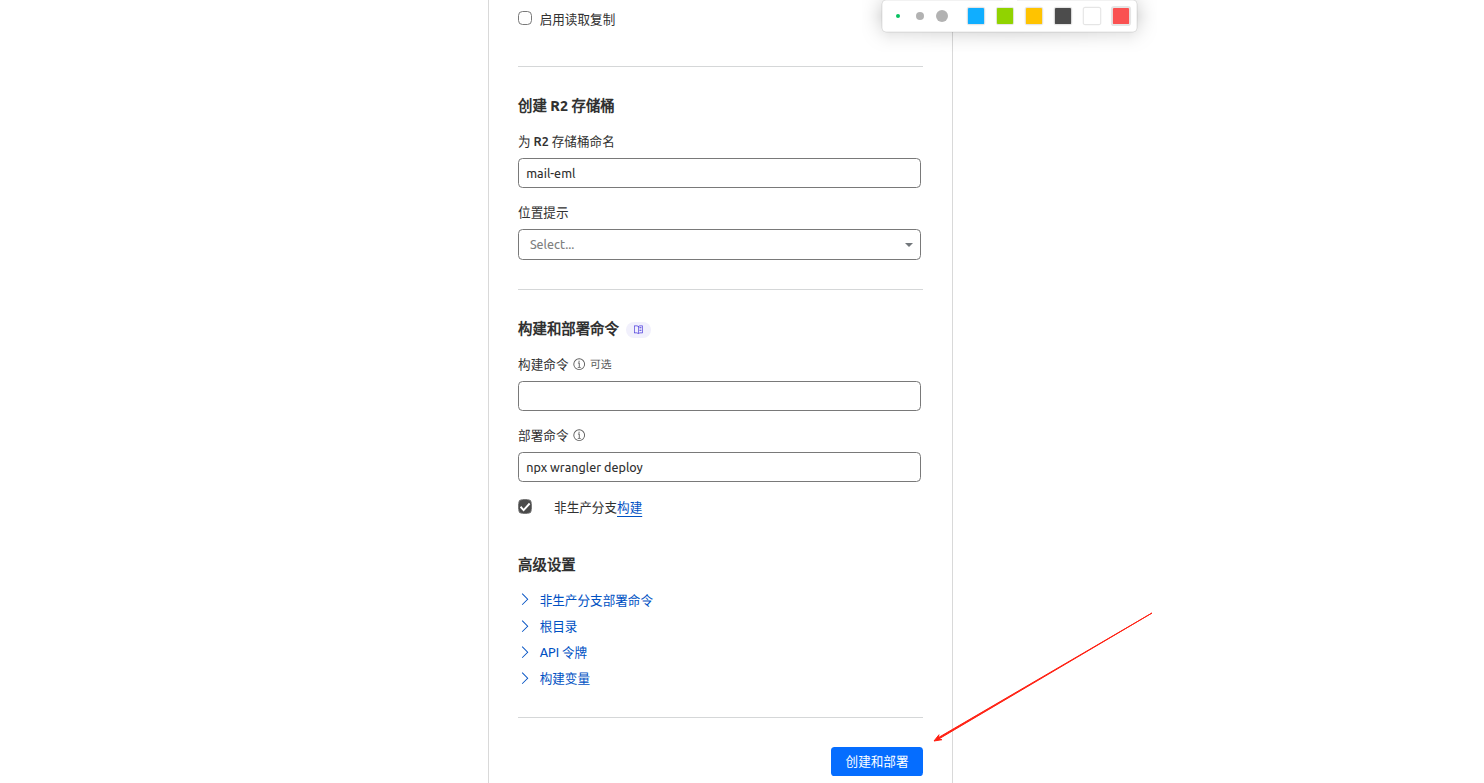 启用读取复制
创建 R2 存储桶
为 R2 存储桶命名
mail-eml
位置提示
Select...
构建和部署命令
构建命令 可选
部署命令
npx wrangler deploy
非生产分支构建
高级设置
非生产分支部署命令
根目录
API 令牌
构建变量
创建和部署